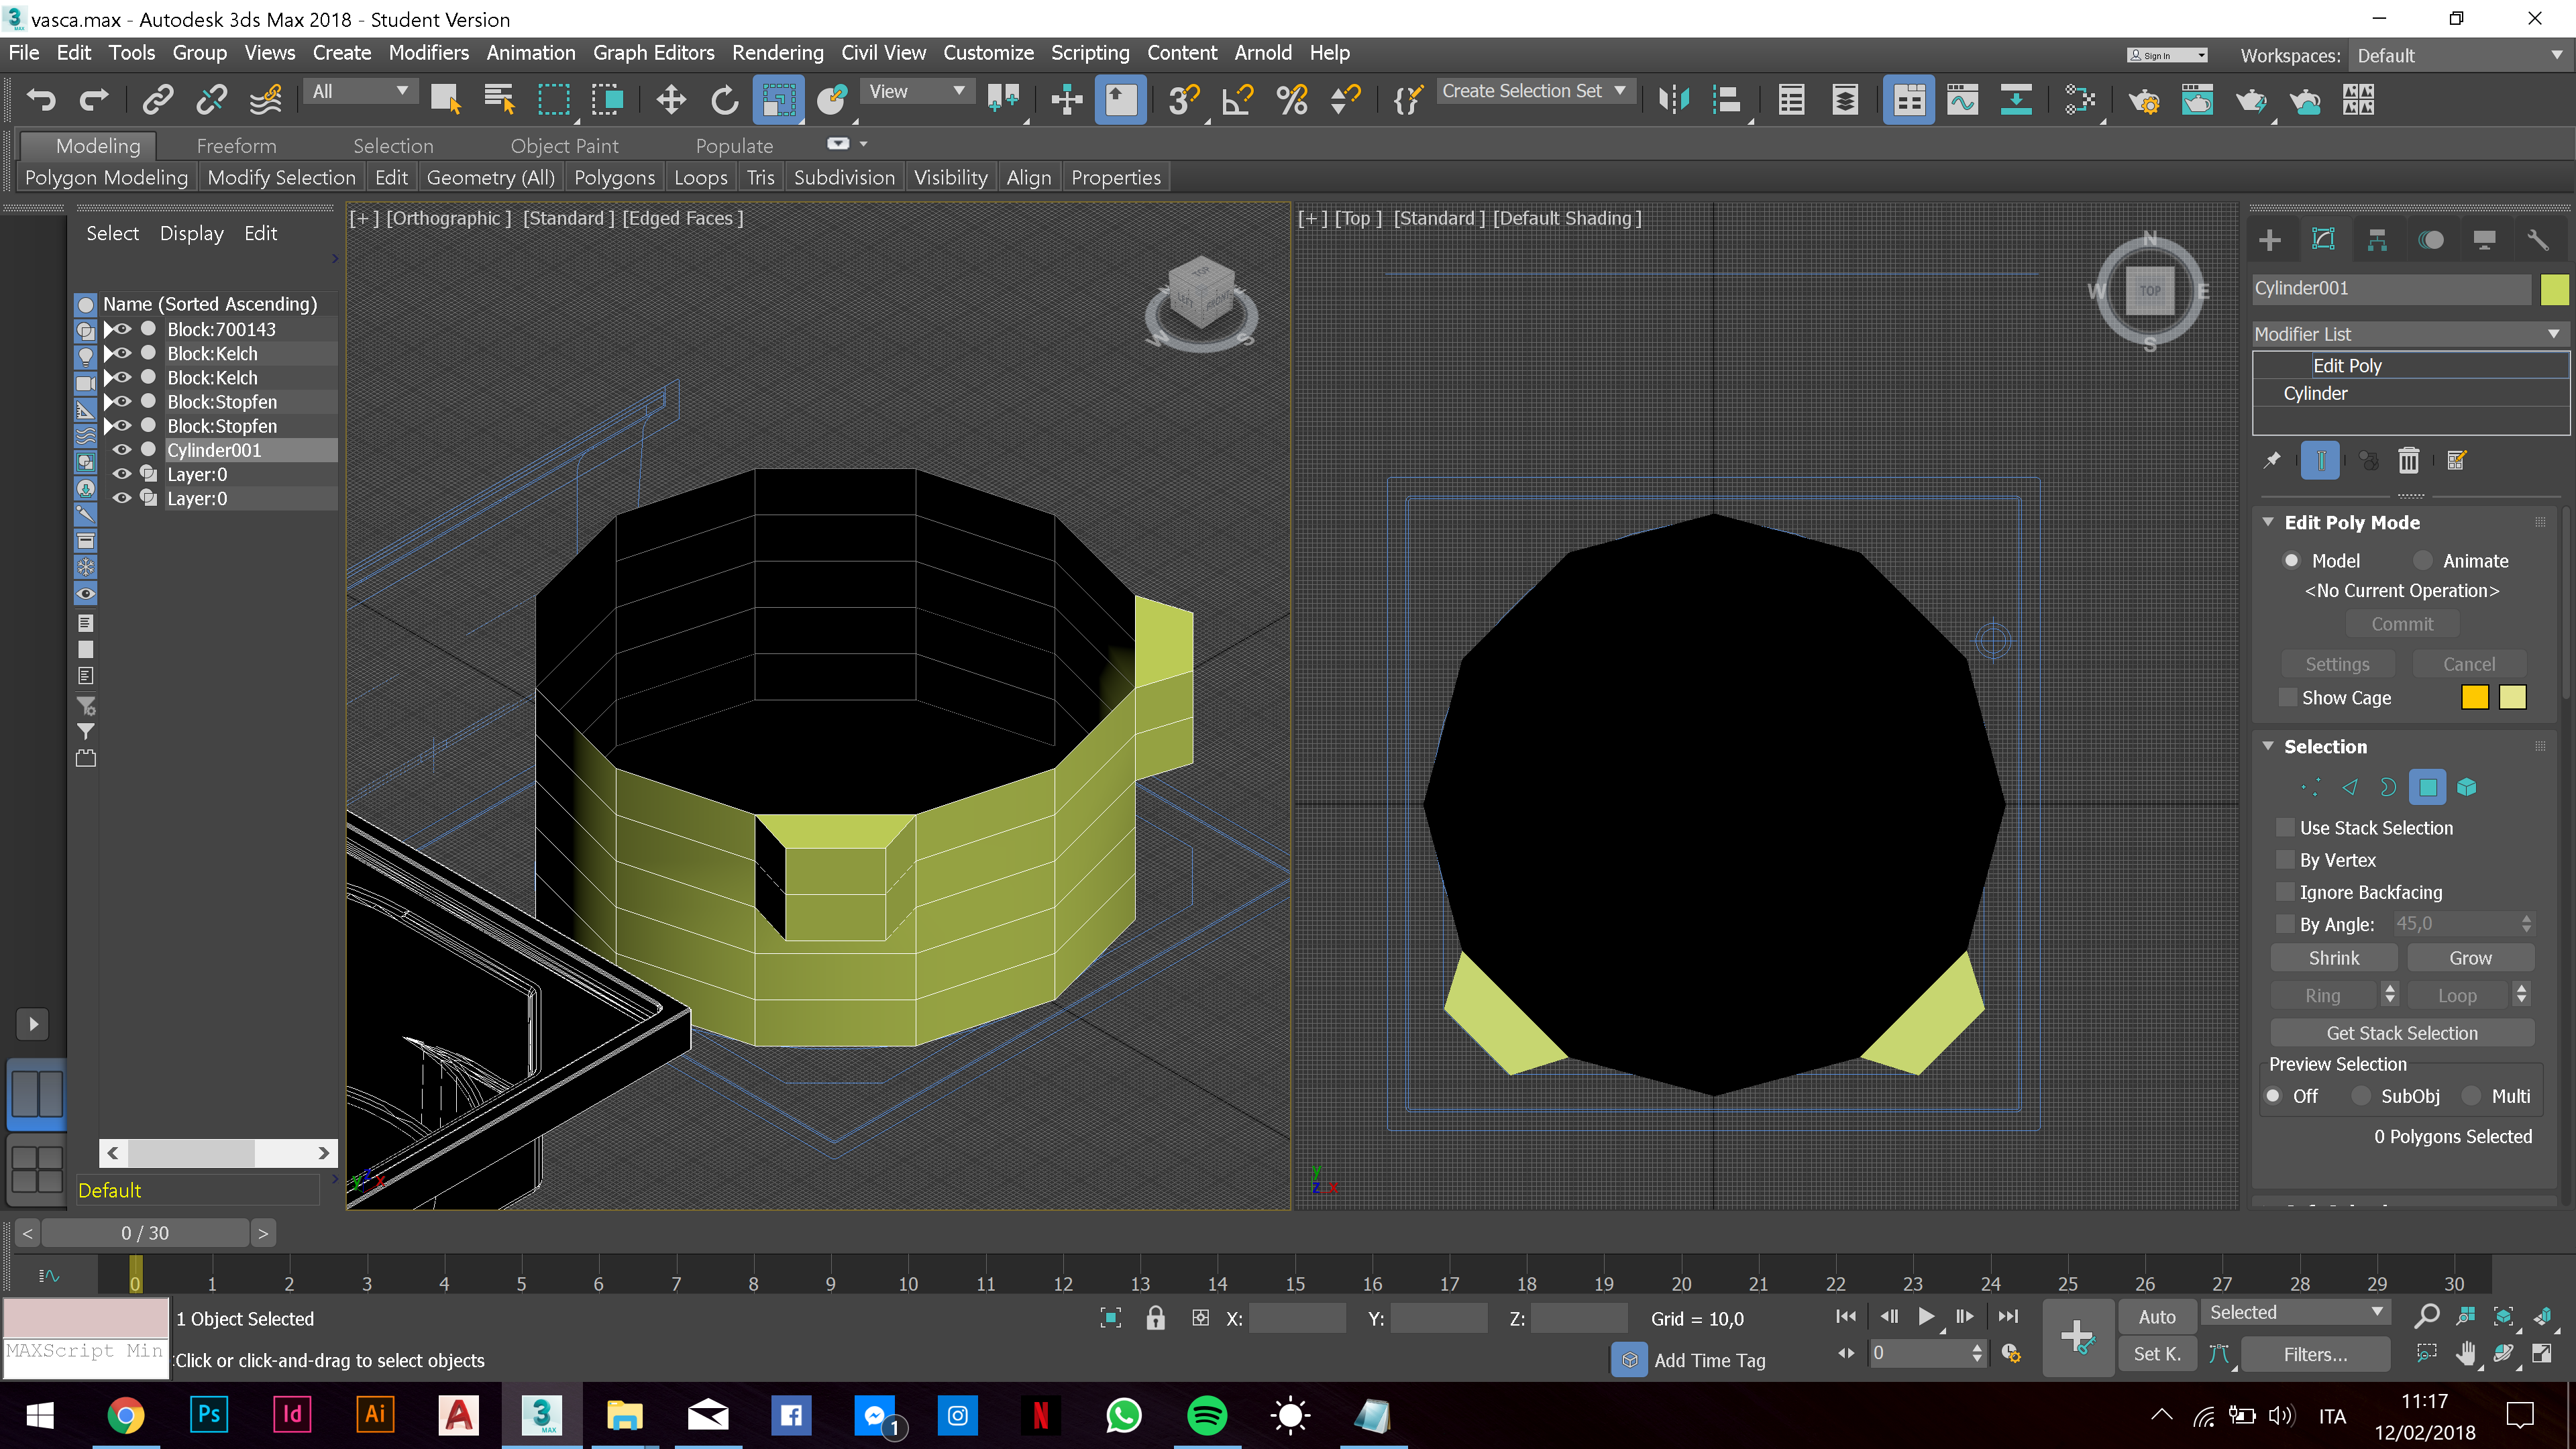 vasca.max - Autodesk 3ds Max 2018 - Student Version
File Edit Tools Group Views Create Modifiers Animation Graph Editors Rendering Civil View Customize Scripting Content Arnold Help
Sign In Workspaces: Default
All View Create Selection Set
Modeling Freeform Selection Object Paint Populate
Polygon Modeling Modify Selection Edit Geometry (All) Polygons Loops Tris Subdivision Visibility Align Properties
Select Display Edit
Name (Sorted Ascending)
Block:700143
Block:Kelch
Block:Kelch
Block:Stopfen
Block:Stopfen
Cylinder001
Layer:0
Layer:0
Default
[+] [Orthographic] [Standard] [Edged Faces]
TOP
LEFT FRONT
W S
[+] [Top] [Standard] [Default Shading]
N
W TOP E
S
y z x
y
z x
Cylinder001
Modifier List
Edit Poly
Cylinder
Edit Poly Mode
Model Animate
<No Current Operation>
Commit
Settings Cancel
Show Cage
Selection
Use Stack Selection
By Vertex
Ignore Backfacing
By Angle: 45,0
Shrink Grow
Ring Loop
Get Stack Selection
Preview Selection
Off SubObj Multi
0 Polygons Selected
< 0 / 30 >
0 1 2 3 4 5 6 7 8 9 10 11 12 13 14 15 16 17 18 19 20 21 22 23 24 25 26 27 28 29 30
1 Object Selected X: Y: Z: Grid = 10,0 Auto Selected
MAXScript Min Click or click-and-drag to select objects Add Time Tag 0 Set K. Filters...
Ps Id Ai A 3 MAX 1 N ITA
11:17
12/02/2018